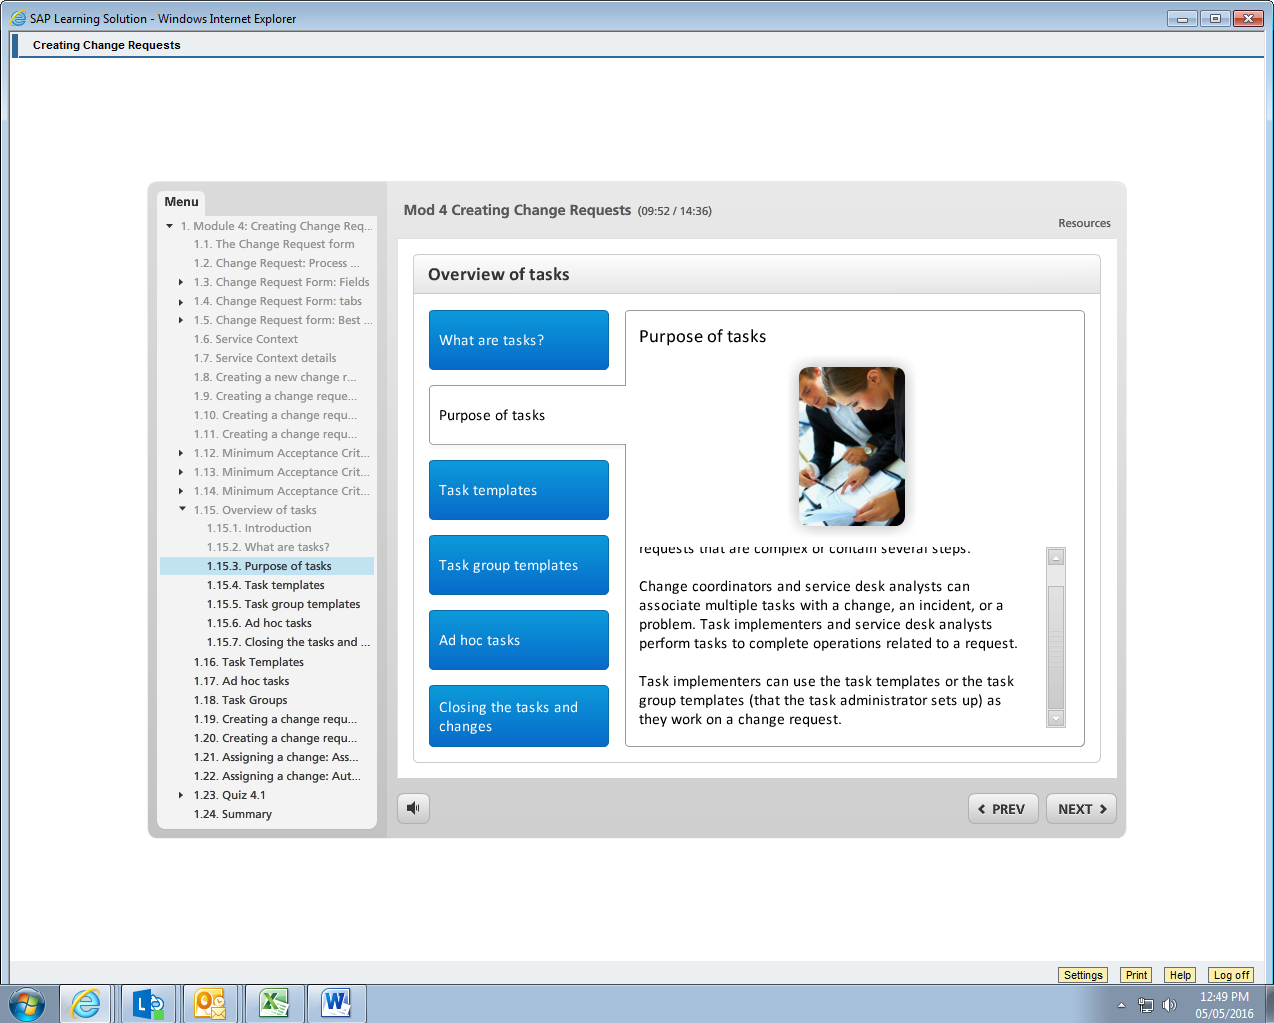 SAP Learning Solution - Windows Internet Explorer
Creating Change Requests
Menu
1. Module 4: Creating Change Req...
1.1. The Change Request form
1.2. Change Request: Process ...
1.3. Change Request Form: Fields
1.4. Change Request Form: tabs
1.5. Change Request form: Best ...
1.6. Service Context
1.7. Service Context details
1.8. Creating a new change r...
1.9. Creating a change reque...
1.10. Creating a change requ...
1.11. Creating a change requ...
1.12. Minimum Acceptance Crit...
1.13. Minimum Acceptance Crit...
1.14. Minimum Acceptance Crit...
1.15. Overview of tasks
1.15.1. Introduction
1.15.2. What are tasks?
1.15.3. Purpose of tasks
1.15.4. Task templates
1.15.5. Task group templates
1.15.6. Ad hoc tasks
1.15.7. Closing the tasks and ...
1.16. Task Templates
1.17. Ad hoc tasks
1.18. Task Groups
1.19. Creating a change requ...
1.20. Creating a change requ...
1.21. Assigning a change: Ass...
1.22. Assigning a change: Aut...
1.23. Quiz 4.1
1.24. Summary
Mod 4 Creating Change Requests (09:52 / 14:36)
Resources
Overview of tasks
What are tasks?
Purpose of tasks
Task templates
Task group templates
Ad hoc tasks
Closing the tasks and
changes
Purpose of tasks
requests that are complex or contain several steps.
Change coordinators and service desk analysts can
associate multiple tasks with a change, an incident, or a
problem. Task implementers and service desk analysts
perform tasks to complete operations related to a request.
Task implementers can use the task templates or the task
group templates (that the task administrator sets up) as
they work on a change request.
PREV
NEXT
Settings
Print
Help
Log off
12:49 PM
05/05/2016